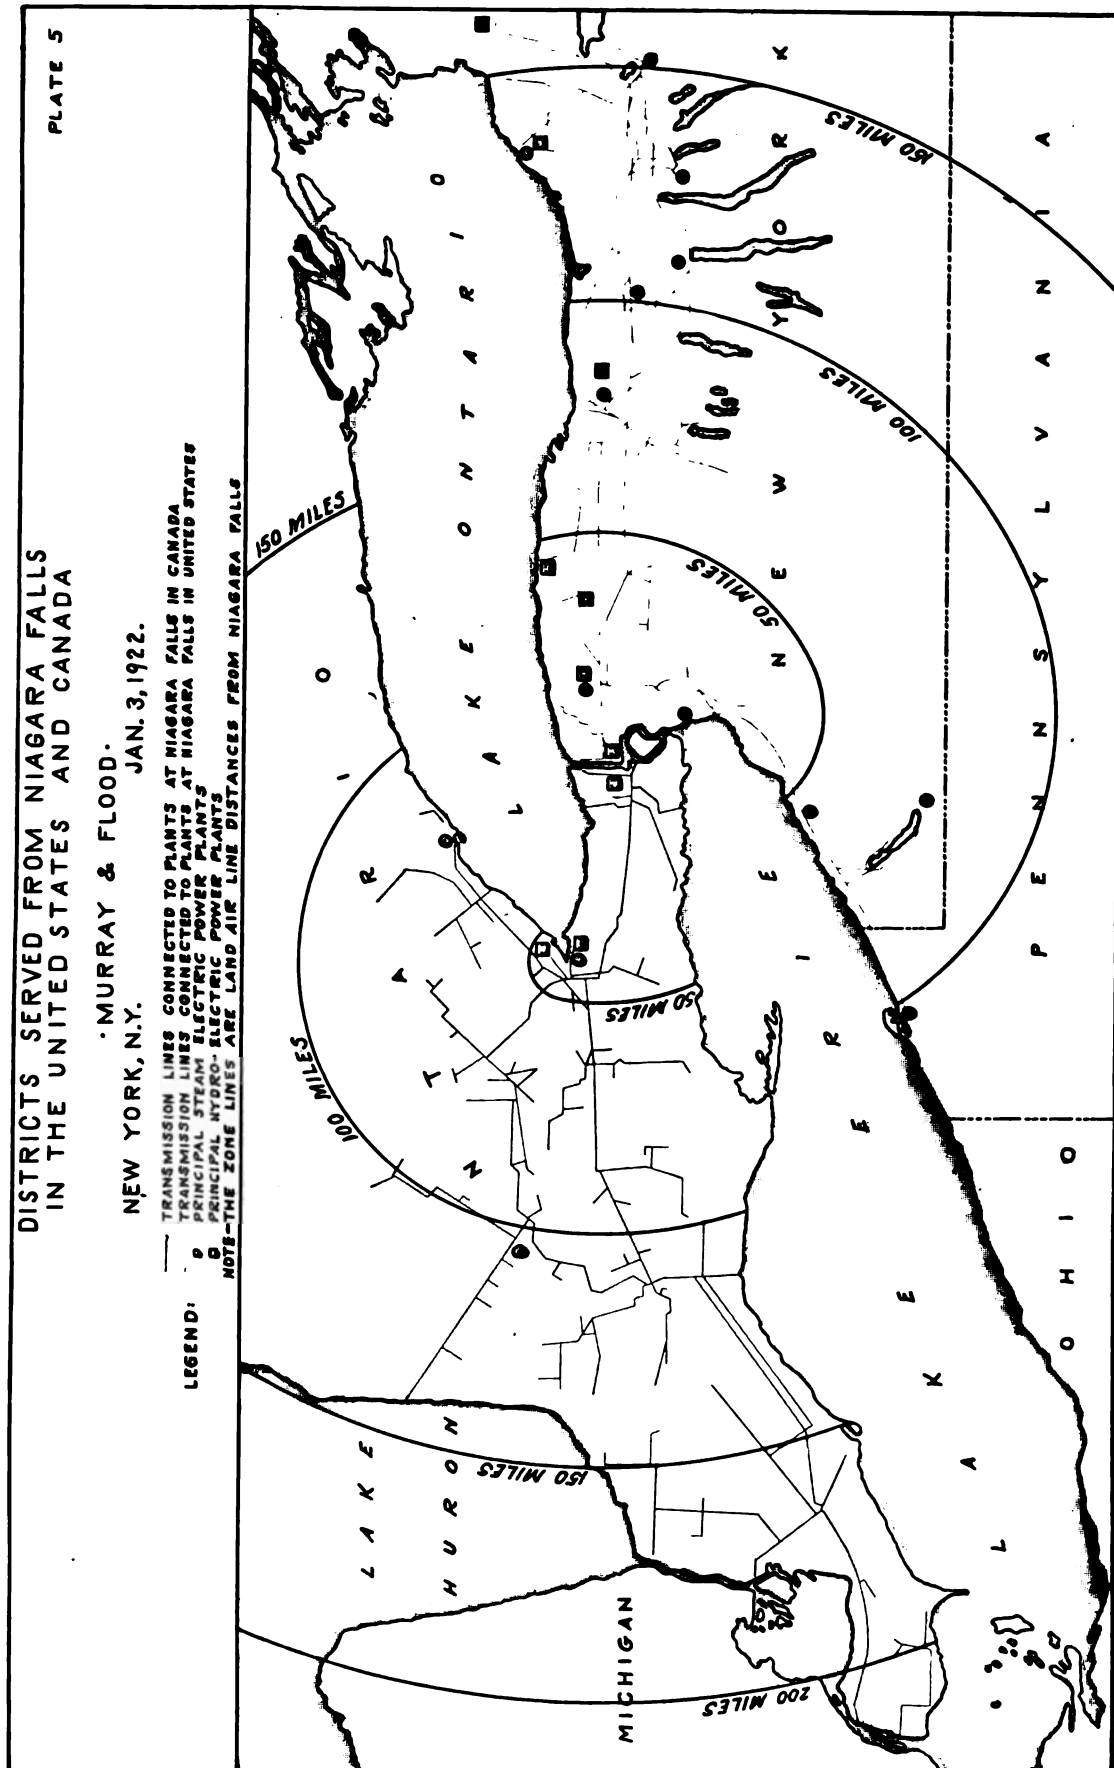 PLATE 5
DISTRICTS SERVED FROM NIAGARA FALLS
IN THE UNITED STATES AND CANADA
·MURRAY & FLOOD·
NEW YORK, N.Y. JAN. 3, 1922.
LEGEND:
TRANSMISSION LINES CONNECTED TO PLANTS AT NIAGARA FALLS IN CANADA
TRANSMISSION LINES CONNECTED TO PLANTS AT NIAGARA FALLS IN UNITED STATES
PRINCIPAL STEAM ELECTRIC POWER PLANTS
PRINCIPAL HYDRO-ELECTRIC POWER PLANTS
NOTE-THE ZONE LINES ARE LAND AIR LINE DISTANCES FROM NIAGARA FALLS
150 MILES
100 MILES
LAKE
HURON
ONTARIO
LAKE ONTARIO
150 MILES
50 MILES
50 MILES
100 MILES
150 MILES
200 MILES
MICHIGAN
LAKE ERIE
NEW YORK
OHIO
PENNSYLVANIA